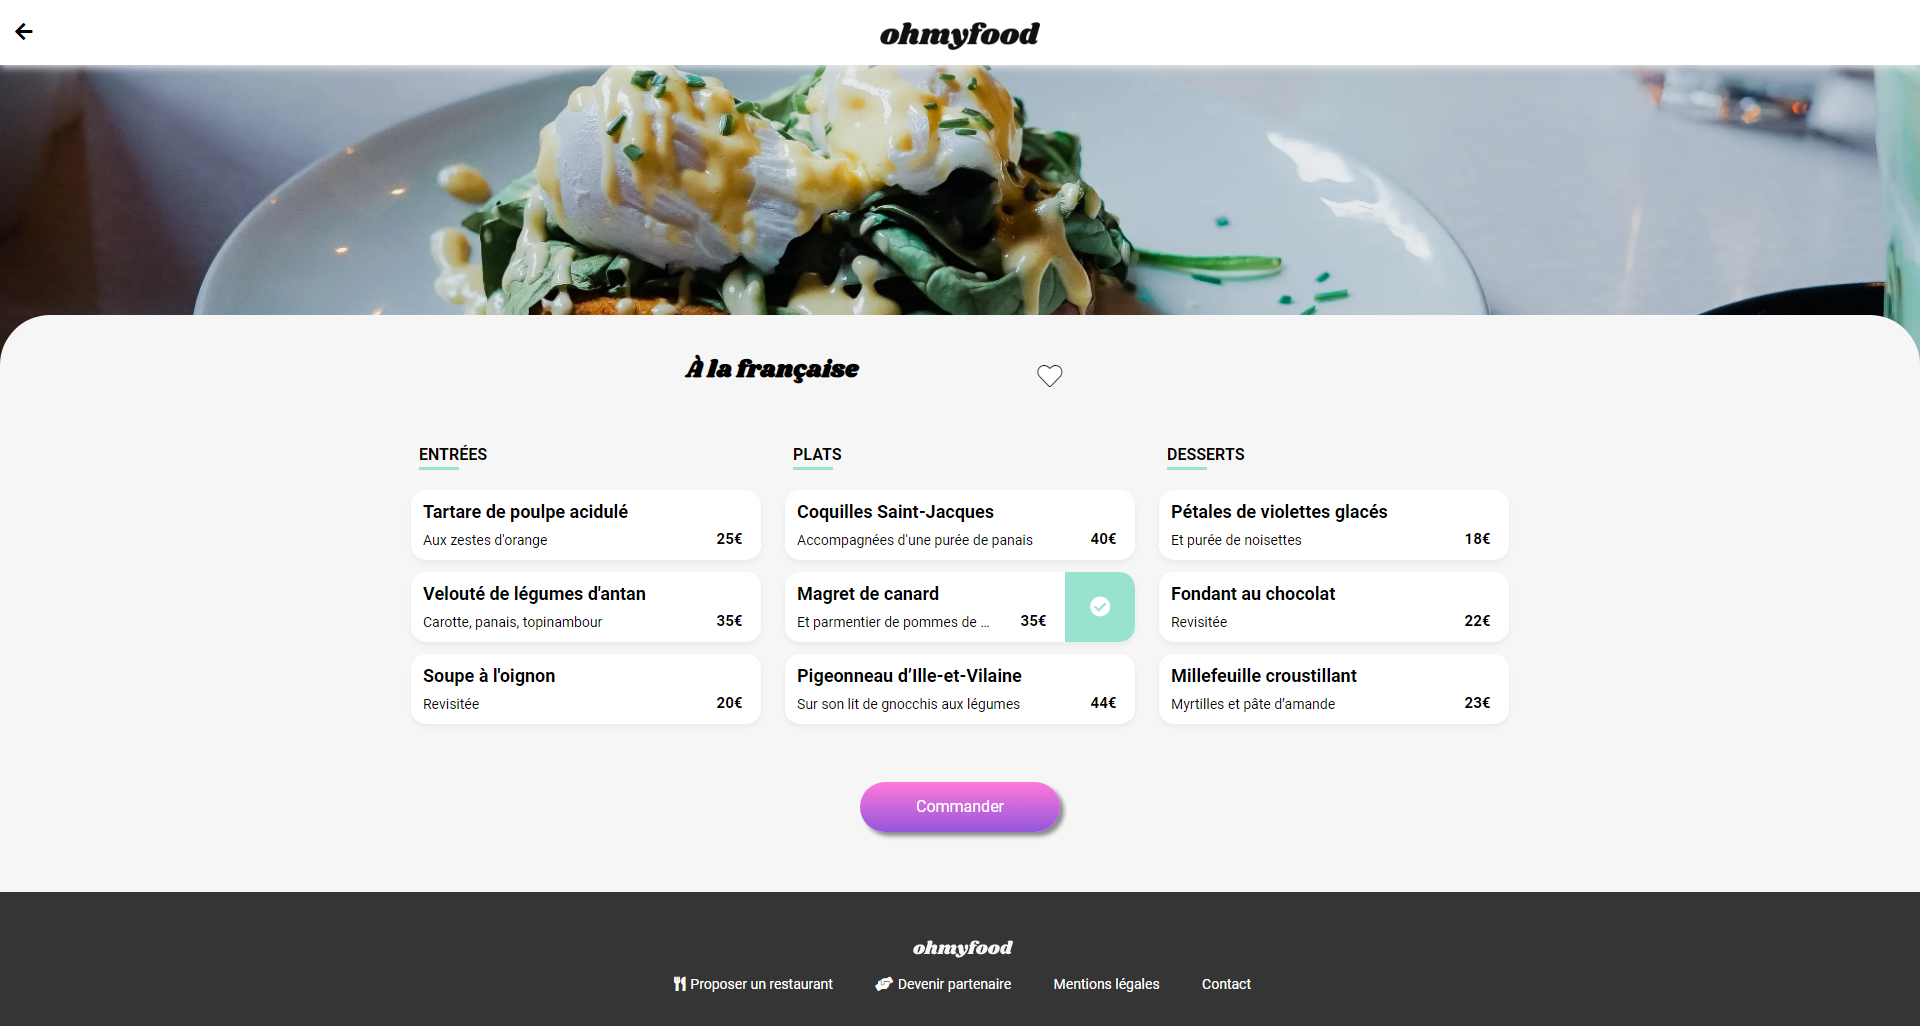 ohmyfood
À la française
ENTRÉES
Tartare de poulpe acidulé
Aux zestes d'orange 25€
Velouté de légumes d'antan
Carotte, panais, topinambour 35€
Soupe à l'oignon
Revisitée 20€
PLATS
Coquilles Saint-Jacques
Accompagnées d'une purée de panais 40€
Magret de canard
Et parmentier de pommes de ... 35€
Pigeonneau d’Ille-et-Vilaine
Sur son lit de gnocchis aux légumes 44€
DESSERTS
Pétales de violettes glacés
Et purée de noisettes 18€
Fondant au chocolat
Revisitée 22€
Millefeuille croustillant
Myrtilles et pâte d’amande 23€
Commander
ohmyfood
Proposer un restaurant Devenir partenaire Mentions légales Contact